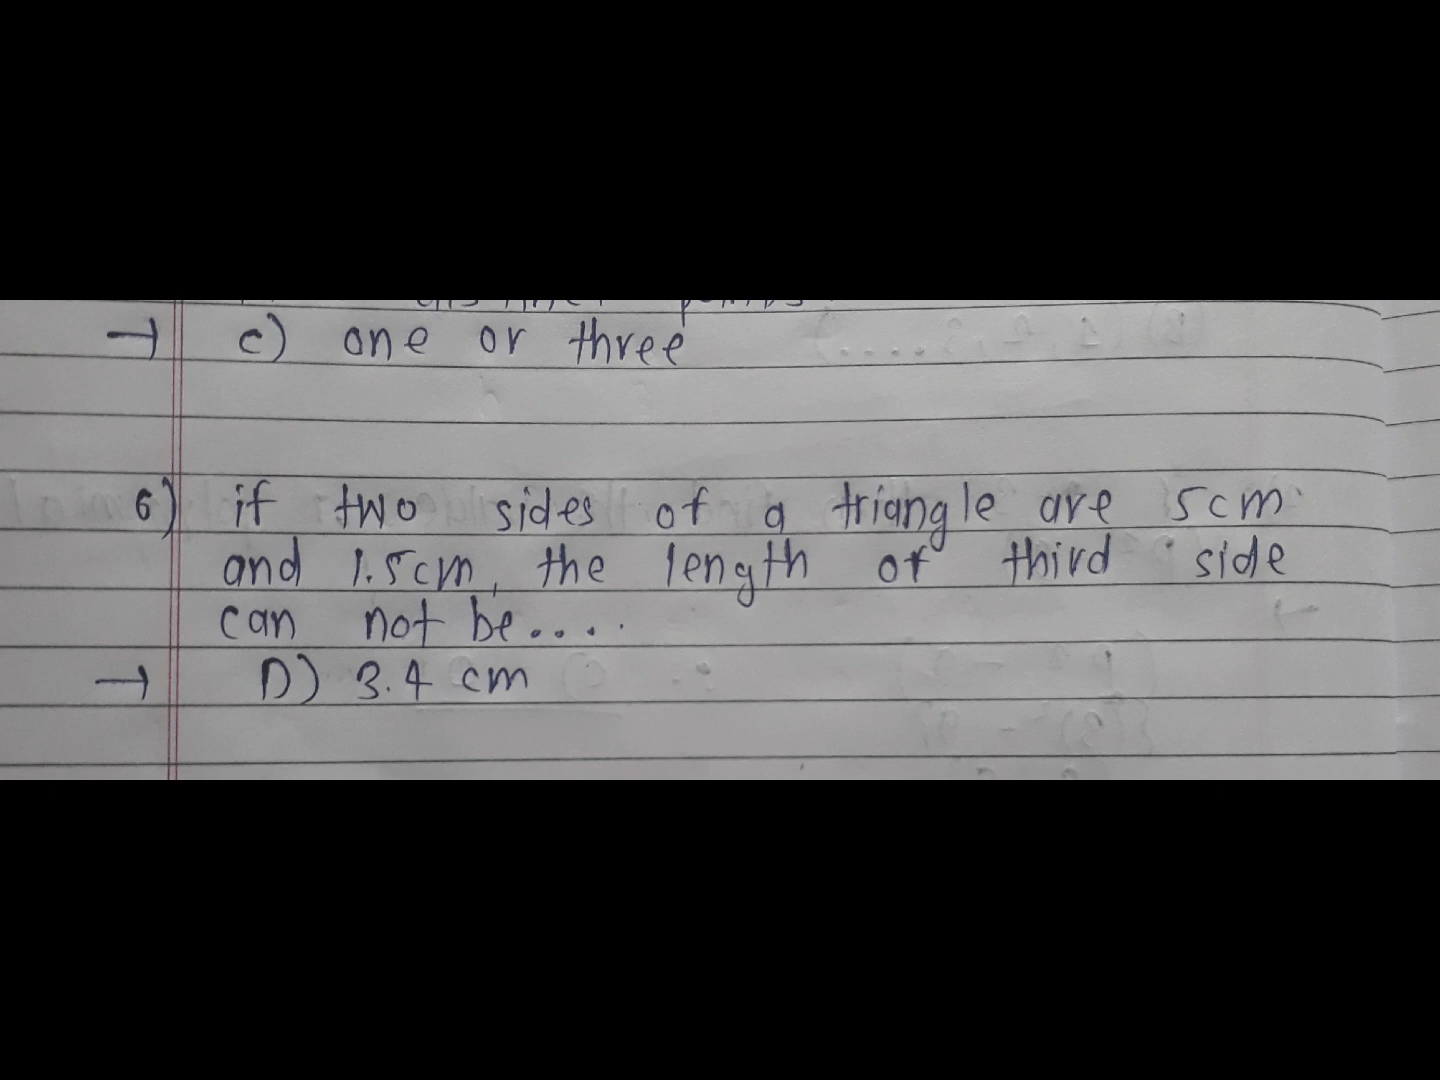 → c) one or three
6) if two sides of a triangle are 5cm
and 1.5cm, the length of third side
can not be....
→ D) 3.4 cm